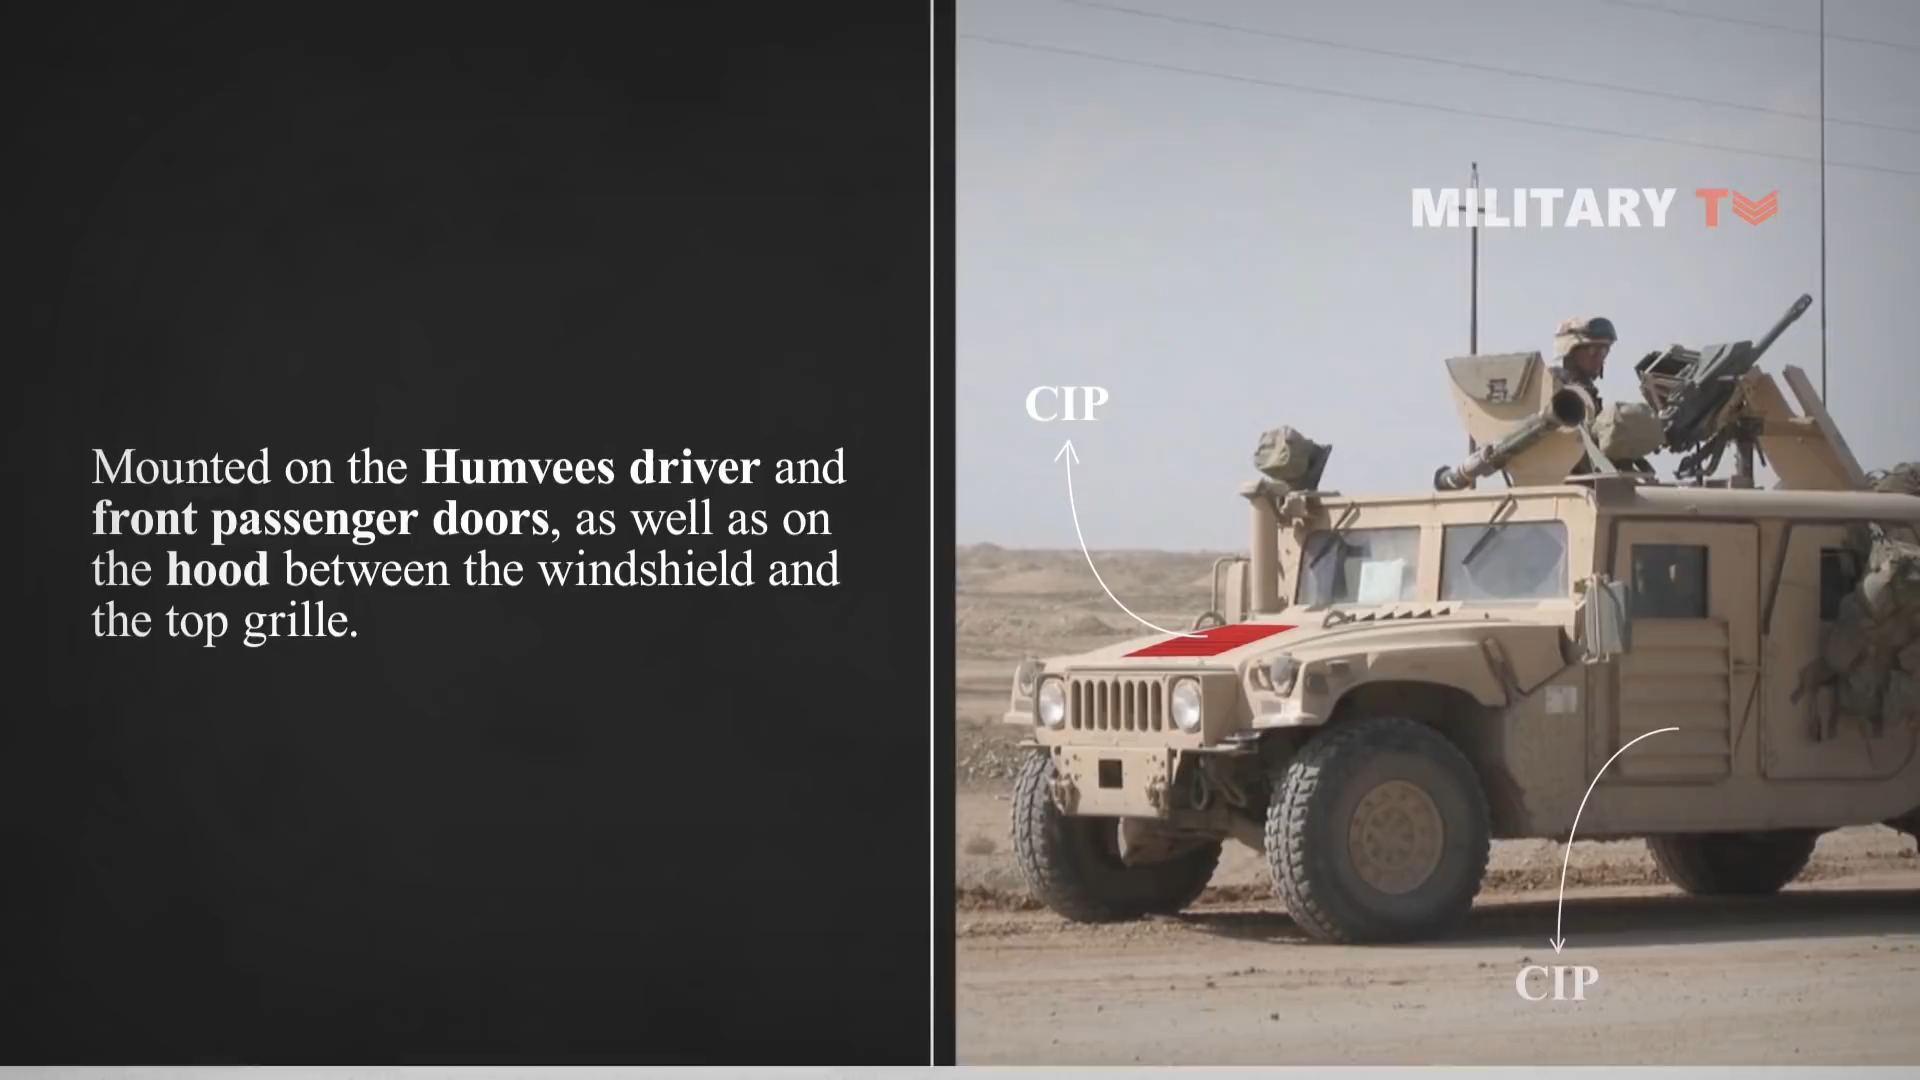 Mounted on the Humvees driver and
front passenger doors, as well as on
the hood between the windshield and
the top grille.
MILITARY TV
CIP
CIP